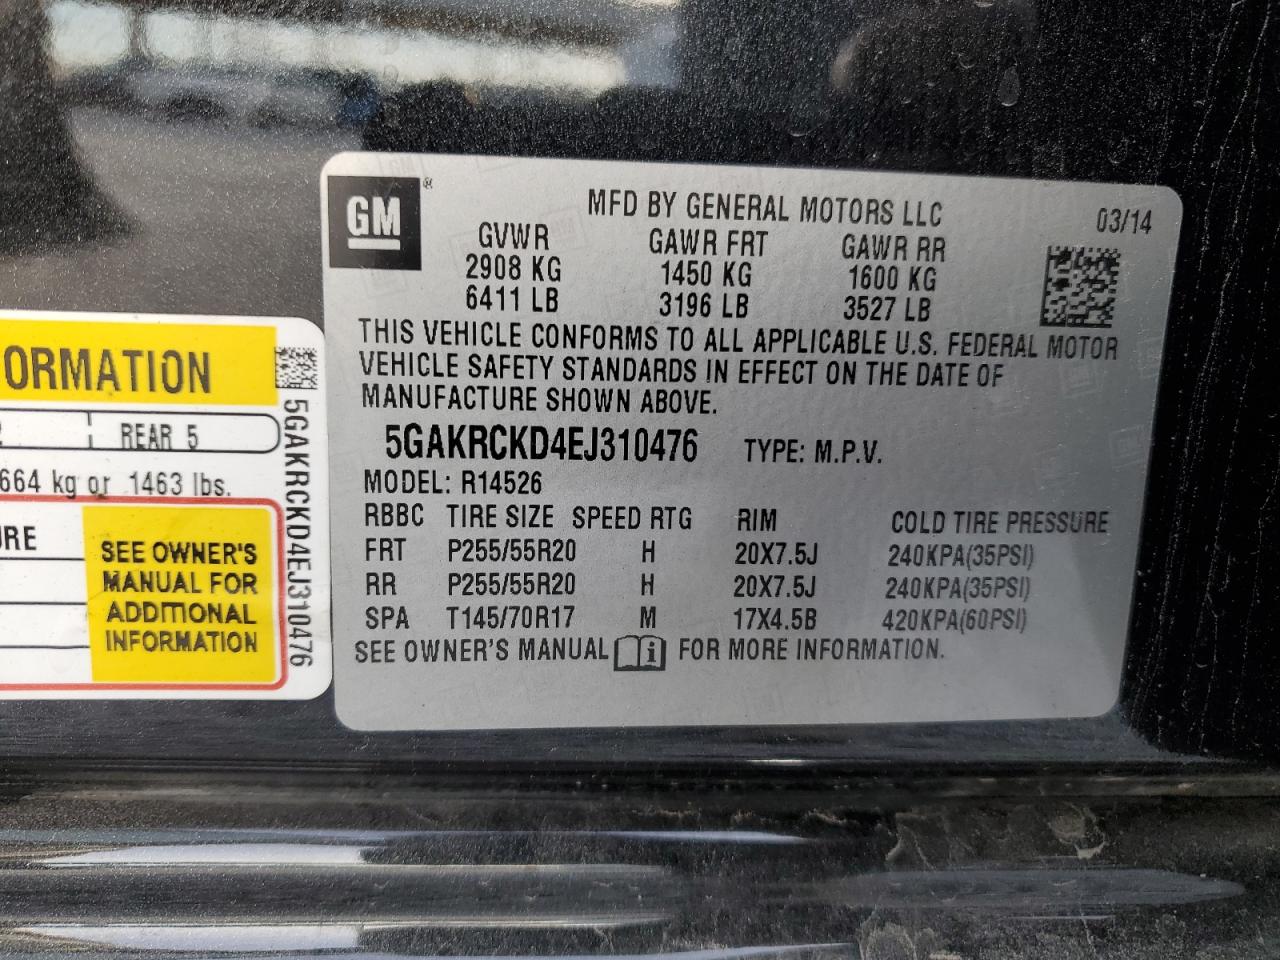 GM ®
MFD BY GENERAL MOTORS LLC 03/14
GVWR GAWR FRT GAWR RR
2908 KG 1450 KG 1600 KG
6411 LB 3196 LB 3527 LB
THIS VEHICLE CONFORMS TO ALL APPLICABLE U.S. FEDERAL MOTOR
VEHICLE SAFETY STANDARDS IN EFFECT ON THE DATE OF
MANUFACTURE SHOWN ABOVE.
5GAKRCKD4EJ310476 TYPE: M.P.V.
MODEL: R14526
RBBC TIRE SIZE SPEED RTG RIM COLD TIRE PRESSURE
FRT P255/55R20 H 20X7.5J 240KPA(35PSI)
RR P255/55R20 H 20X7.5J 240KPA(35PSI)
SPA T145/70R17 M 17X4.5B 420KPA(60PSI)
SEE OWNER'S MANUAL i FOR MORE INFORMATION.
ORMATION
REAR 5
664 kg or 1463 lbs.
URE
SEE OWNER'S
MANUAL FOR
ADDITIONAL
INFORMATION
5GAKRCKD4EJ310476